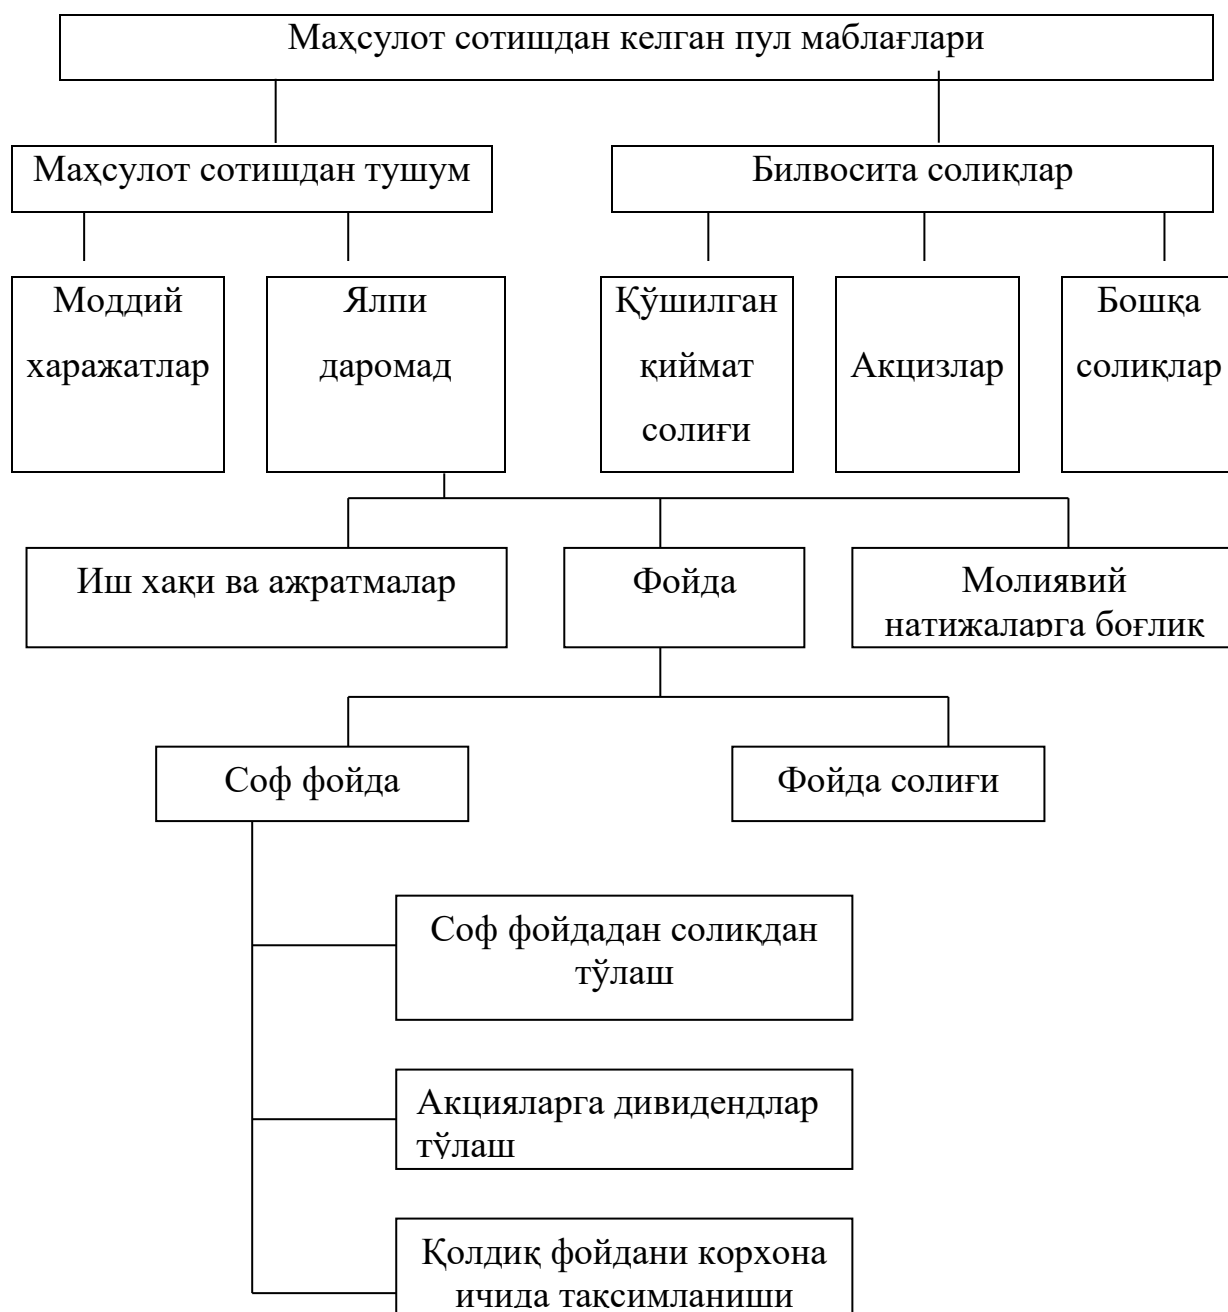 Маҳсулот сотишдан келган пул маблағлари
Маҳсулот сотишдан тушум
Билвосита солиқлар
Моддий
харажатлар
Ялпи
даромад
Қўшилган
қиймат
солиғи
Акцизлар
Бошқа
солиқлар
Иш хақи ва ажратмалар
Фойда
Молиявий
натижаларга боғлиқ
Соф фойда
Фойда солиғи
Соф фойдадан солиқдан
тўлаш
Акцияларга дивидендлар
тўлаш
Қолдиқ фойдани корхона
ичида тақсимланиши